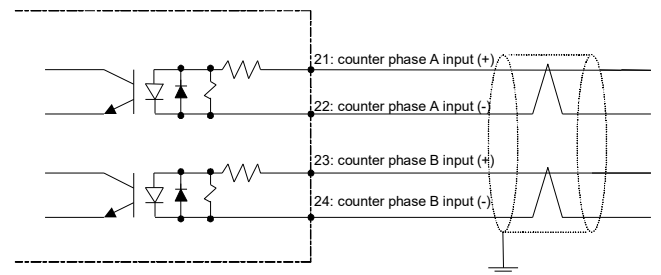 21: counter phase A input (+)
22: counter phase A input (-)
23: counter phase B input (+)
24: counter phase B input (-)